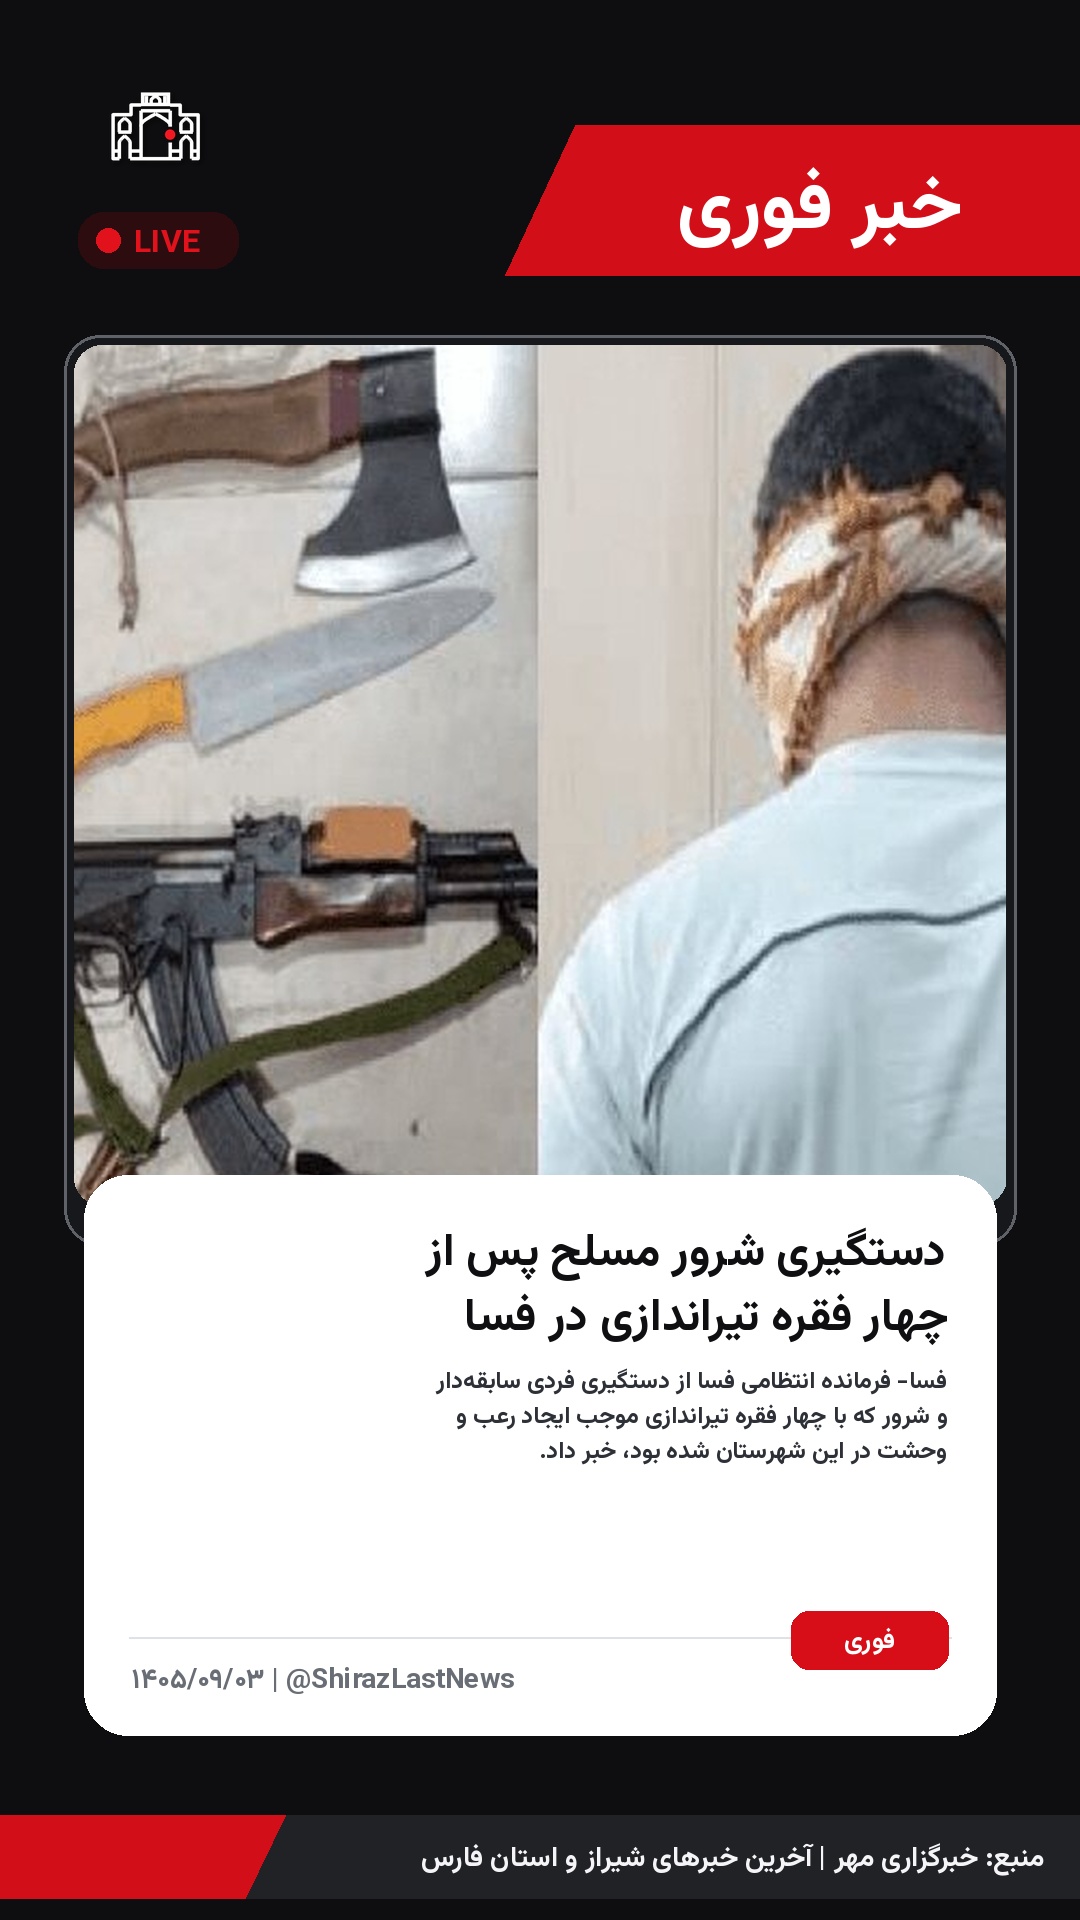 خبر فوری
LIVE
دستگیری شرور مسلح پس از
چهار فقره تیراندازی در فسا
فسا- فرمانده انتظامی فسا از دستگیری فردی سابقه‌دار
و شرور که با چهار فقره تیراندازی موجب ایجاد رعب و
وحشت در این شهرستان شده بود، خبر داد.
فوری
۱۴۰۵/۰۹/۰۳ | @ShirazLastNews
منبع: خبرگزاری مهر | آخرین خبرهای شیراز و استان فارس